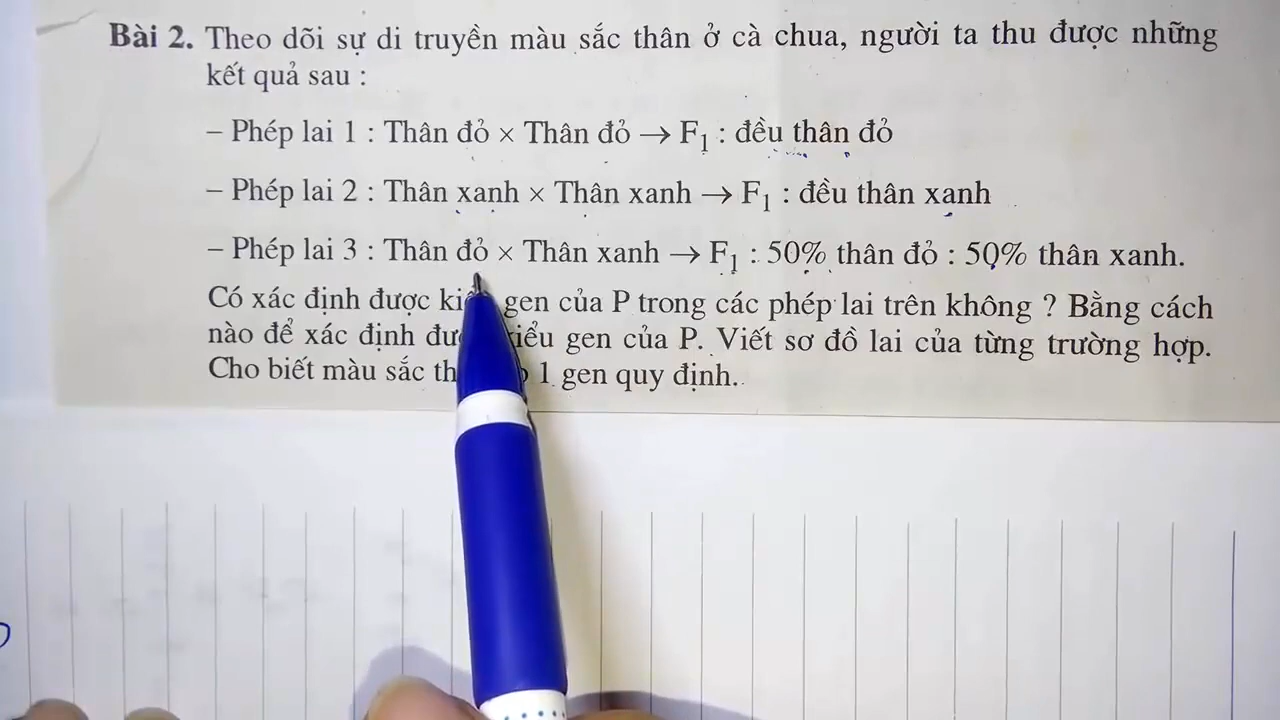 Bài 2. Theo dõi sự di truyền màu sắc thân ở cà chua, người ta thu được những
kết quả sau :
– Phép lai 1 : Thân đỏ × Thân đỏ → F1 : đều thân đỏ
– Phép lai 2 : Thân xanh × Thân xanh → F1 : đều thân xanh
– Phép lai 3 : Thân đỏ × Thân xanh → F1 : 50% thân đỏ : 50% thân xanh.
Có xác định được kiểu gen của P trong các phép lai trên không ? Bằng cách
nào để xác định được kiểu gen của P. Viết sơ đồ lai của từng trường hợp.
Cho biết màu sắc 1 gen quy định.